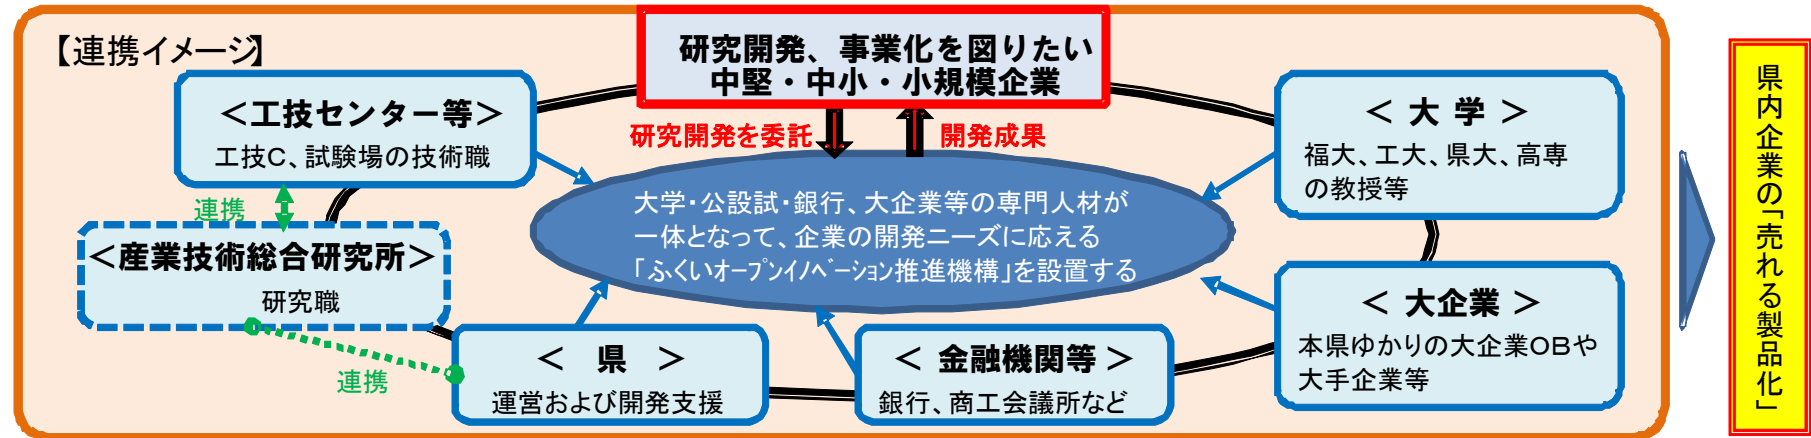 【連携イメージ】
研究開発、事業化を図りたい
中堅・中小・小規模企業
研究開発を委託
開発成果
＜工技センター等＞
工技Ｃ、試験場の技術職
連携
＜産業技術総合研究所＞
研究職
連携
大学・公設試・銀行、大企業等の専門人材が
一体となって、企業の開発ニーズに応える
「ふくいオープンイノベーション推進機構」を設置する
＜ 大 学 ＞
福大、工大、県大、高専
の教授等
＜ 大企業 ＞
本県ゆかりの大企業ＯＢや
大手企業等
＜ 県 ＞
運営および開発支援
＜ 金融機関等 ＞
銀行、商工会議所など
県内企業の「売れる製品化」